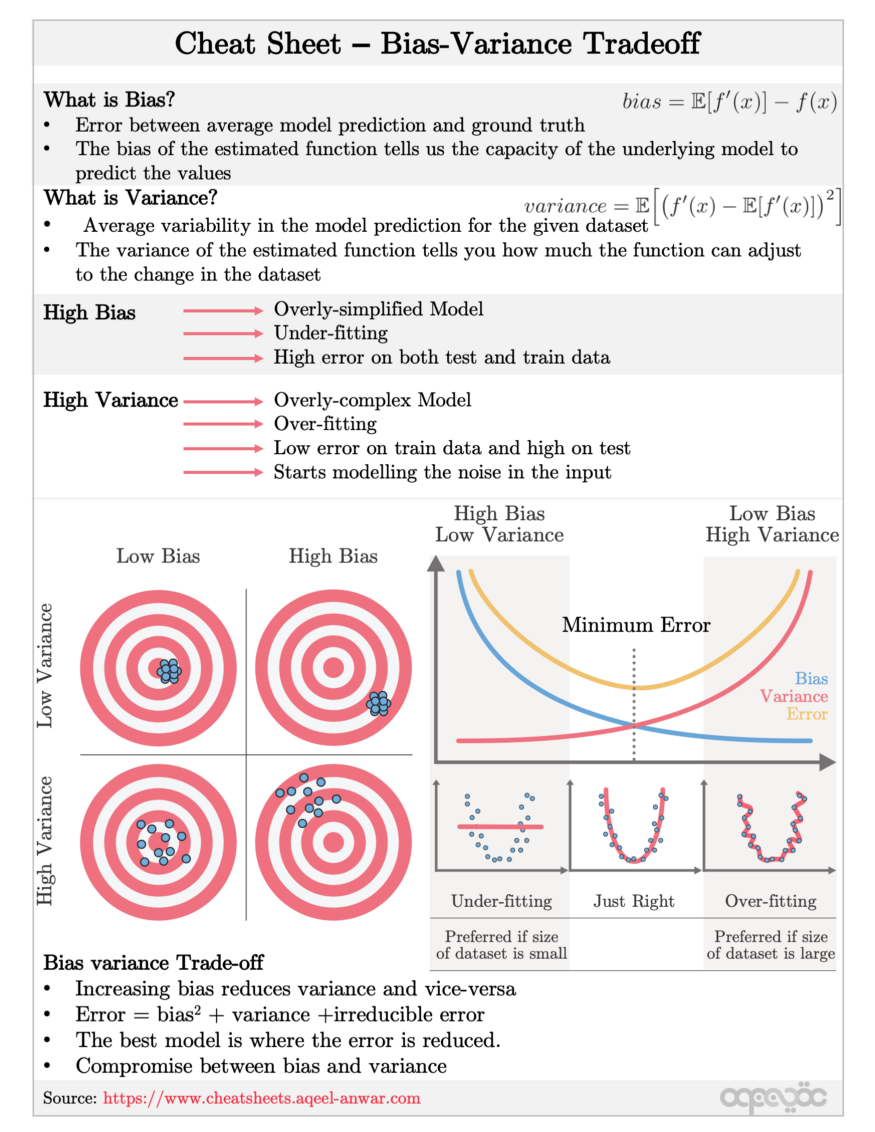 Cheat Sheet – Bias-Variance Tradeoff
What is Bias?
bias = 𝔼[f′(x)] − f(x)
• Error between average model prediction and ground truth
• The bias of the estimated function tells us the capacity of the underlying model to
predict the values
What is Variance?
variance = 𝔼[(f′(x) − 𝔼[f′(x)])²]
• Average variability in the model prediction for the given dataset
• The variance of the estimated function tells you how much the function can adjust
to the change in the dataset
High Bias
Overly-simplified Model
Under-fitting
High error on both test and train data
High Variance
Overly-complex Model
Over-fitting
Low error on train data and high on test
Starts modelling the noise in the input
Low Bias
High Bias
Low Variance
High Variance
High Bias
Low Variance
Low Bias
High Variance
Minimum Error
Bias
Variance
Error
Under-fitting
Just Right
Over-fitting
Preferred if size
of dataset is small
Preferred if size
of dataset is large
Bias variance Trade-off
• Increasing bias reduces variance and vice-versa
• Error = bias² + variance +irreducible error
• The best model is where the error is reduced.
• Compromise between bias and variance
Source: https://www.cheatsheets.aqeel-anwar.com